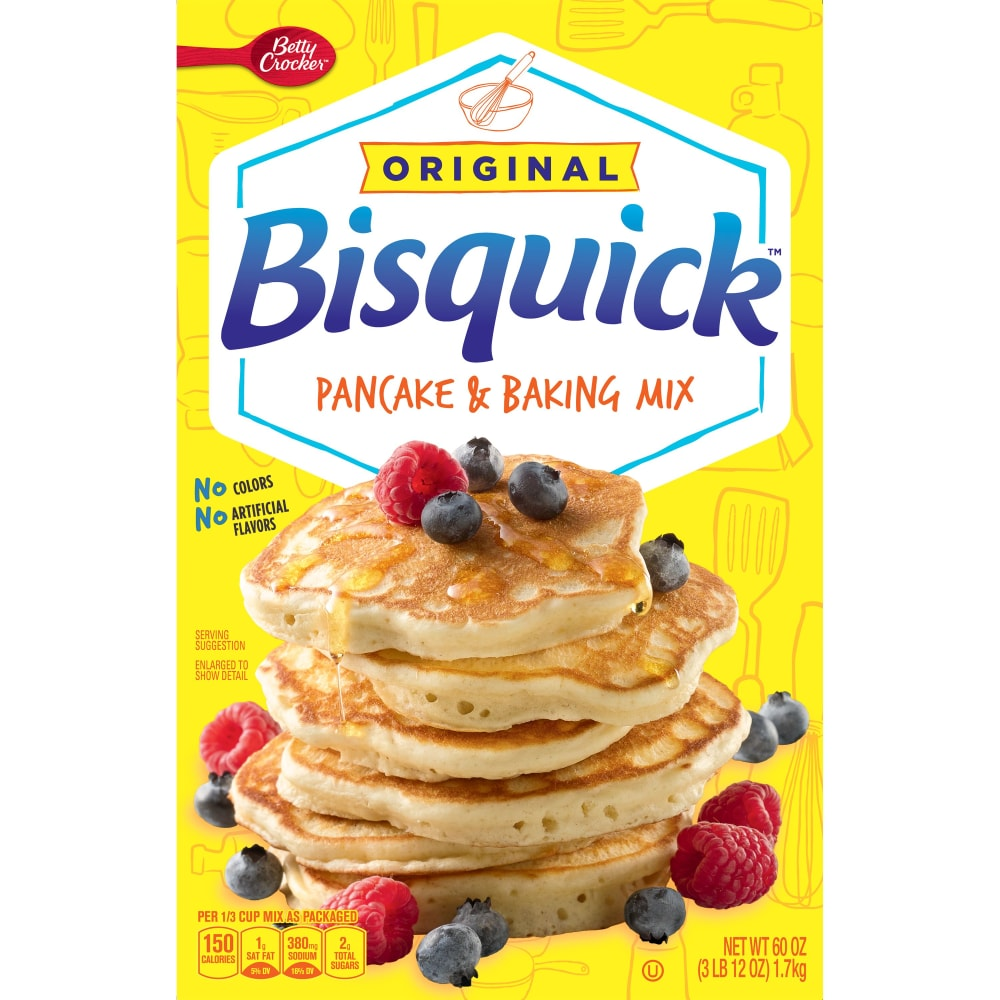 Betty
Crocker™
ORIGINAL
Bisquick™
PANCAKE & BAKING MIX
No COLORS
No ARTIFICIAL
FLAVORS
SERVING
SUGGESTION
ENLARGED TO
SHOW DETAIL
PER 1/3 CUP MIX AS PACKAGED
150
CALORIES
1g
SAT FAT
5% DV
380mg
SODIUM
16% DV
2g
TOTAL
SUGARS
U
NET WT 60 OZ
(3 LB 12 OZ) 1.7kg